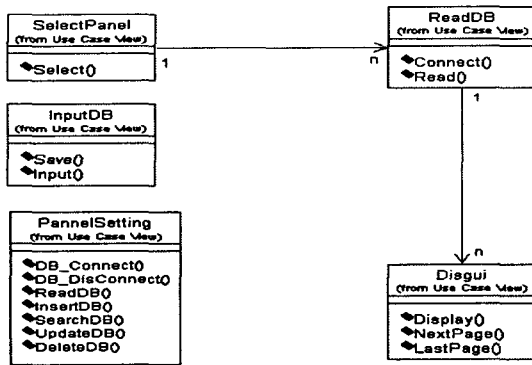 SelectPanel
(from Use Case View)
Select()
1
n
ReadDB
(from Use Case View)
Connect()
Read()
1
n
InputDB
(from Use Case View)
Save()
Input()
PannelSetting
(from Use Case View)
DB_Connect()
DB_DisConnect()
ReadDB()
InsertDB()
SearchDB()
UpdateDB()
DeleteDB()
Disgui
(from Use Case View)
Display()
NextPage()
LastPage()